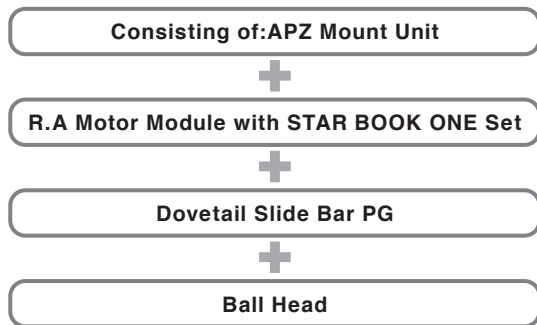 Consisting of:APZ Mount Unit
R.A Motor Module with STAR BOOK ONE Set
Dovetail Slide Bar PG
Ball Head